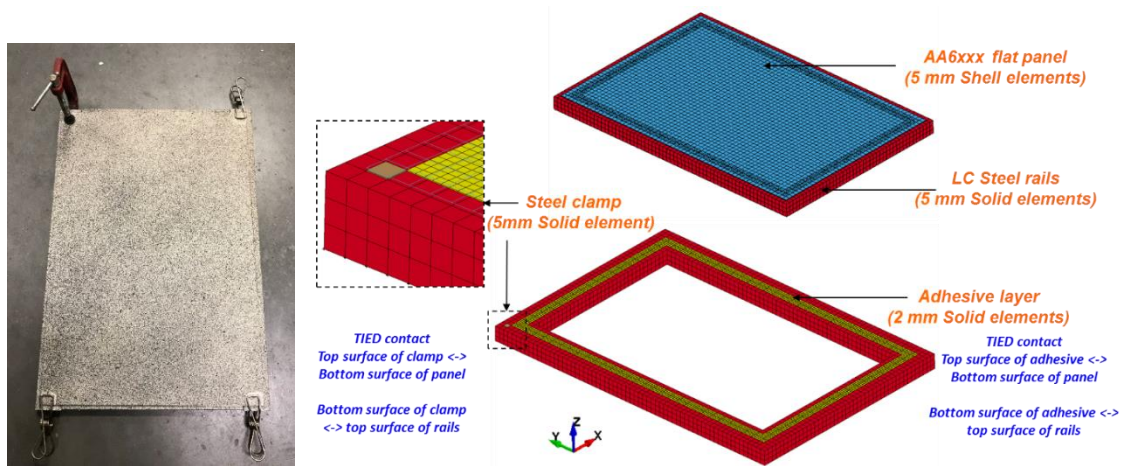 AA6xxx flat panel
(5 mm Shell elements)
LC Steel rails
(5 mm Solid elements)
Steel clamp
(5mm Solid element)
Adhesive layer
(2 mm Solid elements)
TIED contact
Top surface of clamp <->
Bottom surface of panel
Bottom surface of clamp
<-> top surface of rails
TIED contact
Top surface of adhesive <->
Bottom surface of panel
Bottom surface of adhesive <->
top surface of rails
Z
Y
X